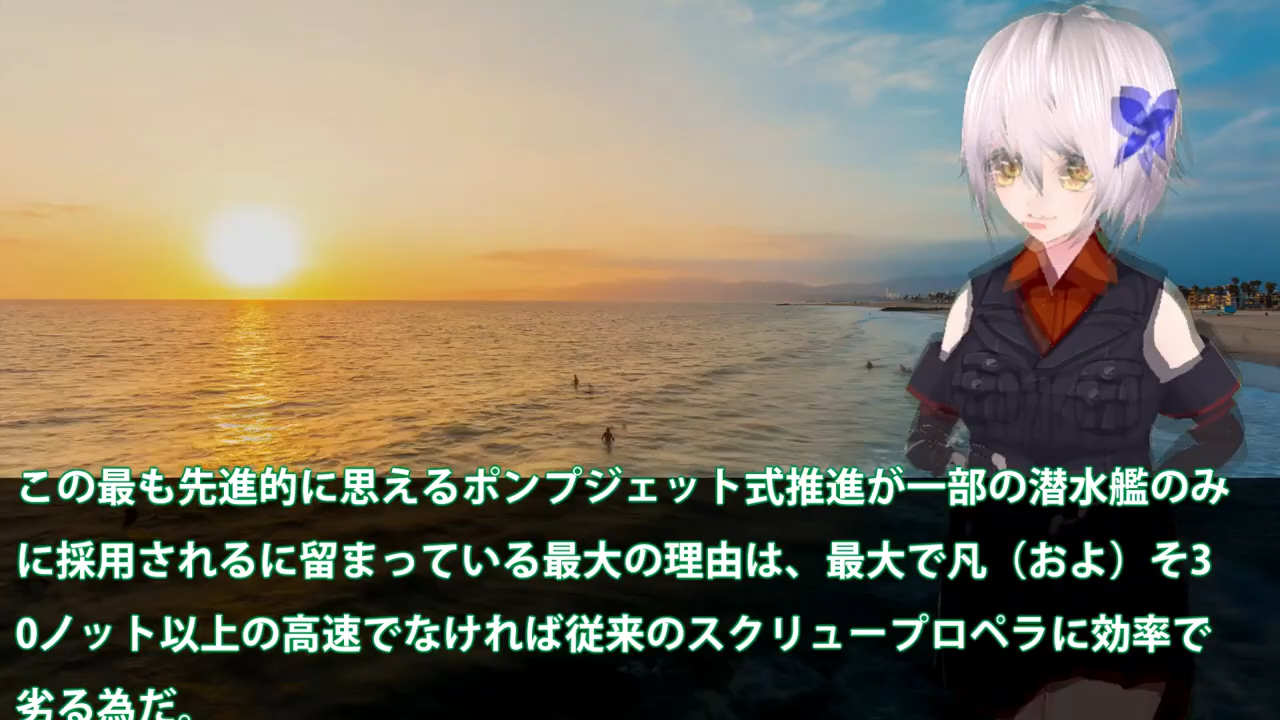 この最も先進的に思えるポンプジェット式推進が一部の潜水艦のみ
に採用されるに留まっている最大の理由は、最大で凡（およ）そ3
0ノット以上の高速でなければ従来のスクリュープロペラに効率で
劣る為だ。